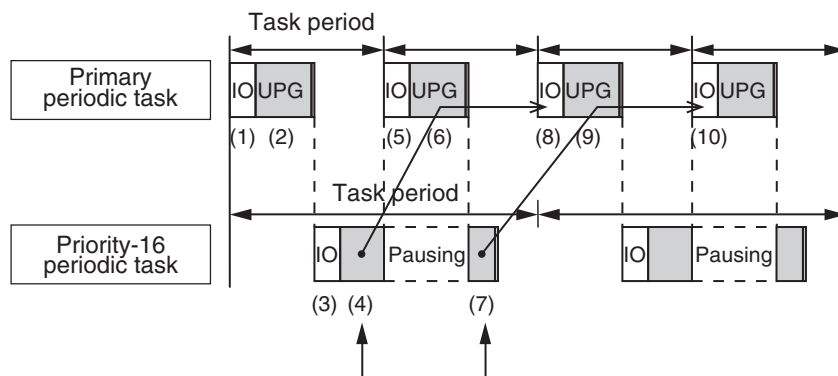 Task period
Primary
periodic task
IO UPG IO UPG IO UPG IO UPG
(1) (2) (5) (6) (8) (9) (10)
Task period
Priority-16
periodic task
IO Pausing IO Pausing
(3) (4) (7)